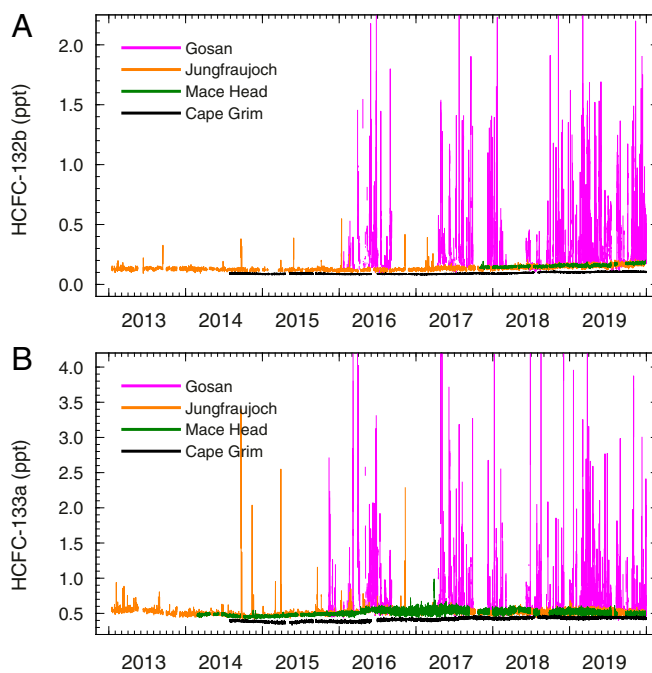 A
HCFC-132b (ppt)
2.0
1.5
1.0
0.5
0.0
Gosan
Jungfraujoch
Mace Head
Cape Grim
2013 2014 2015 2016 2017 2018 2019
B
HCFC-133a (ppt)
4.0
3.5
3.0
2.5
2.0
1.5
1.0
0.5
Gosan
Jungfraujoch
Mace Head
Cape Grim
2013 2014 2015 2016 2017 2018 2019